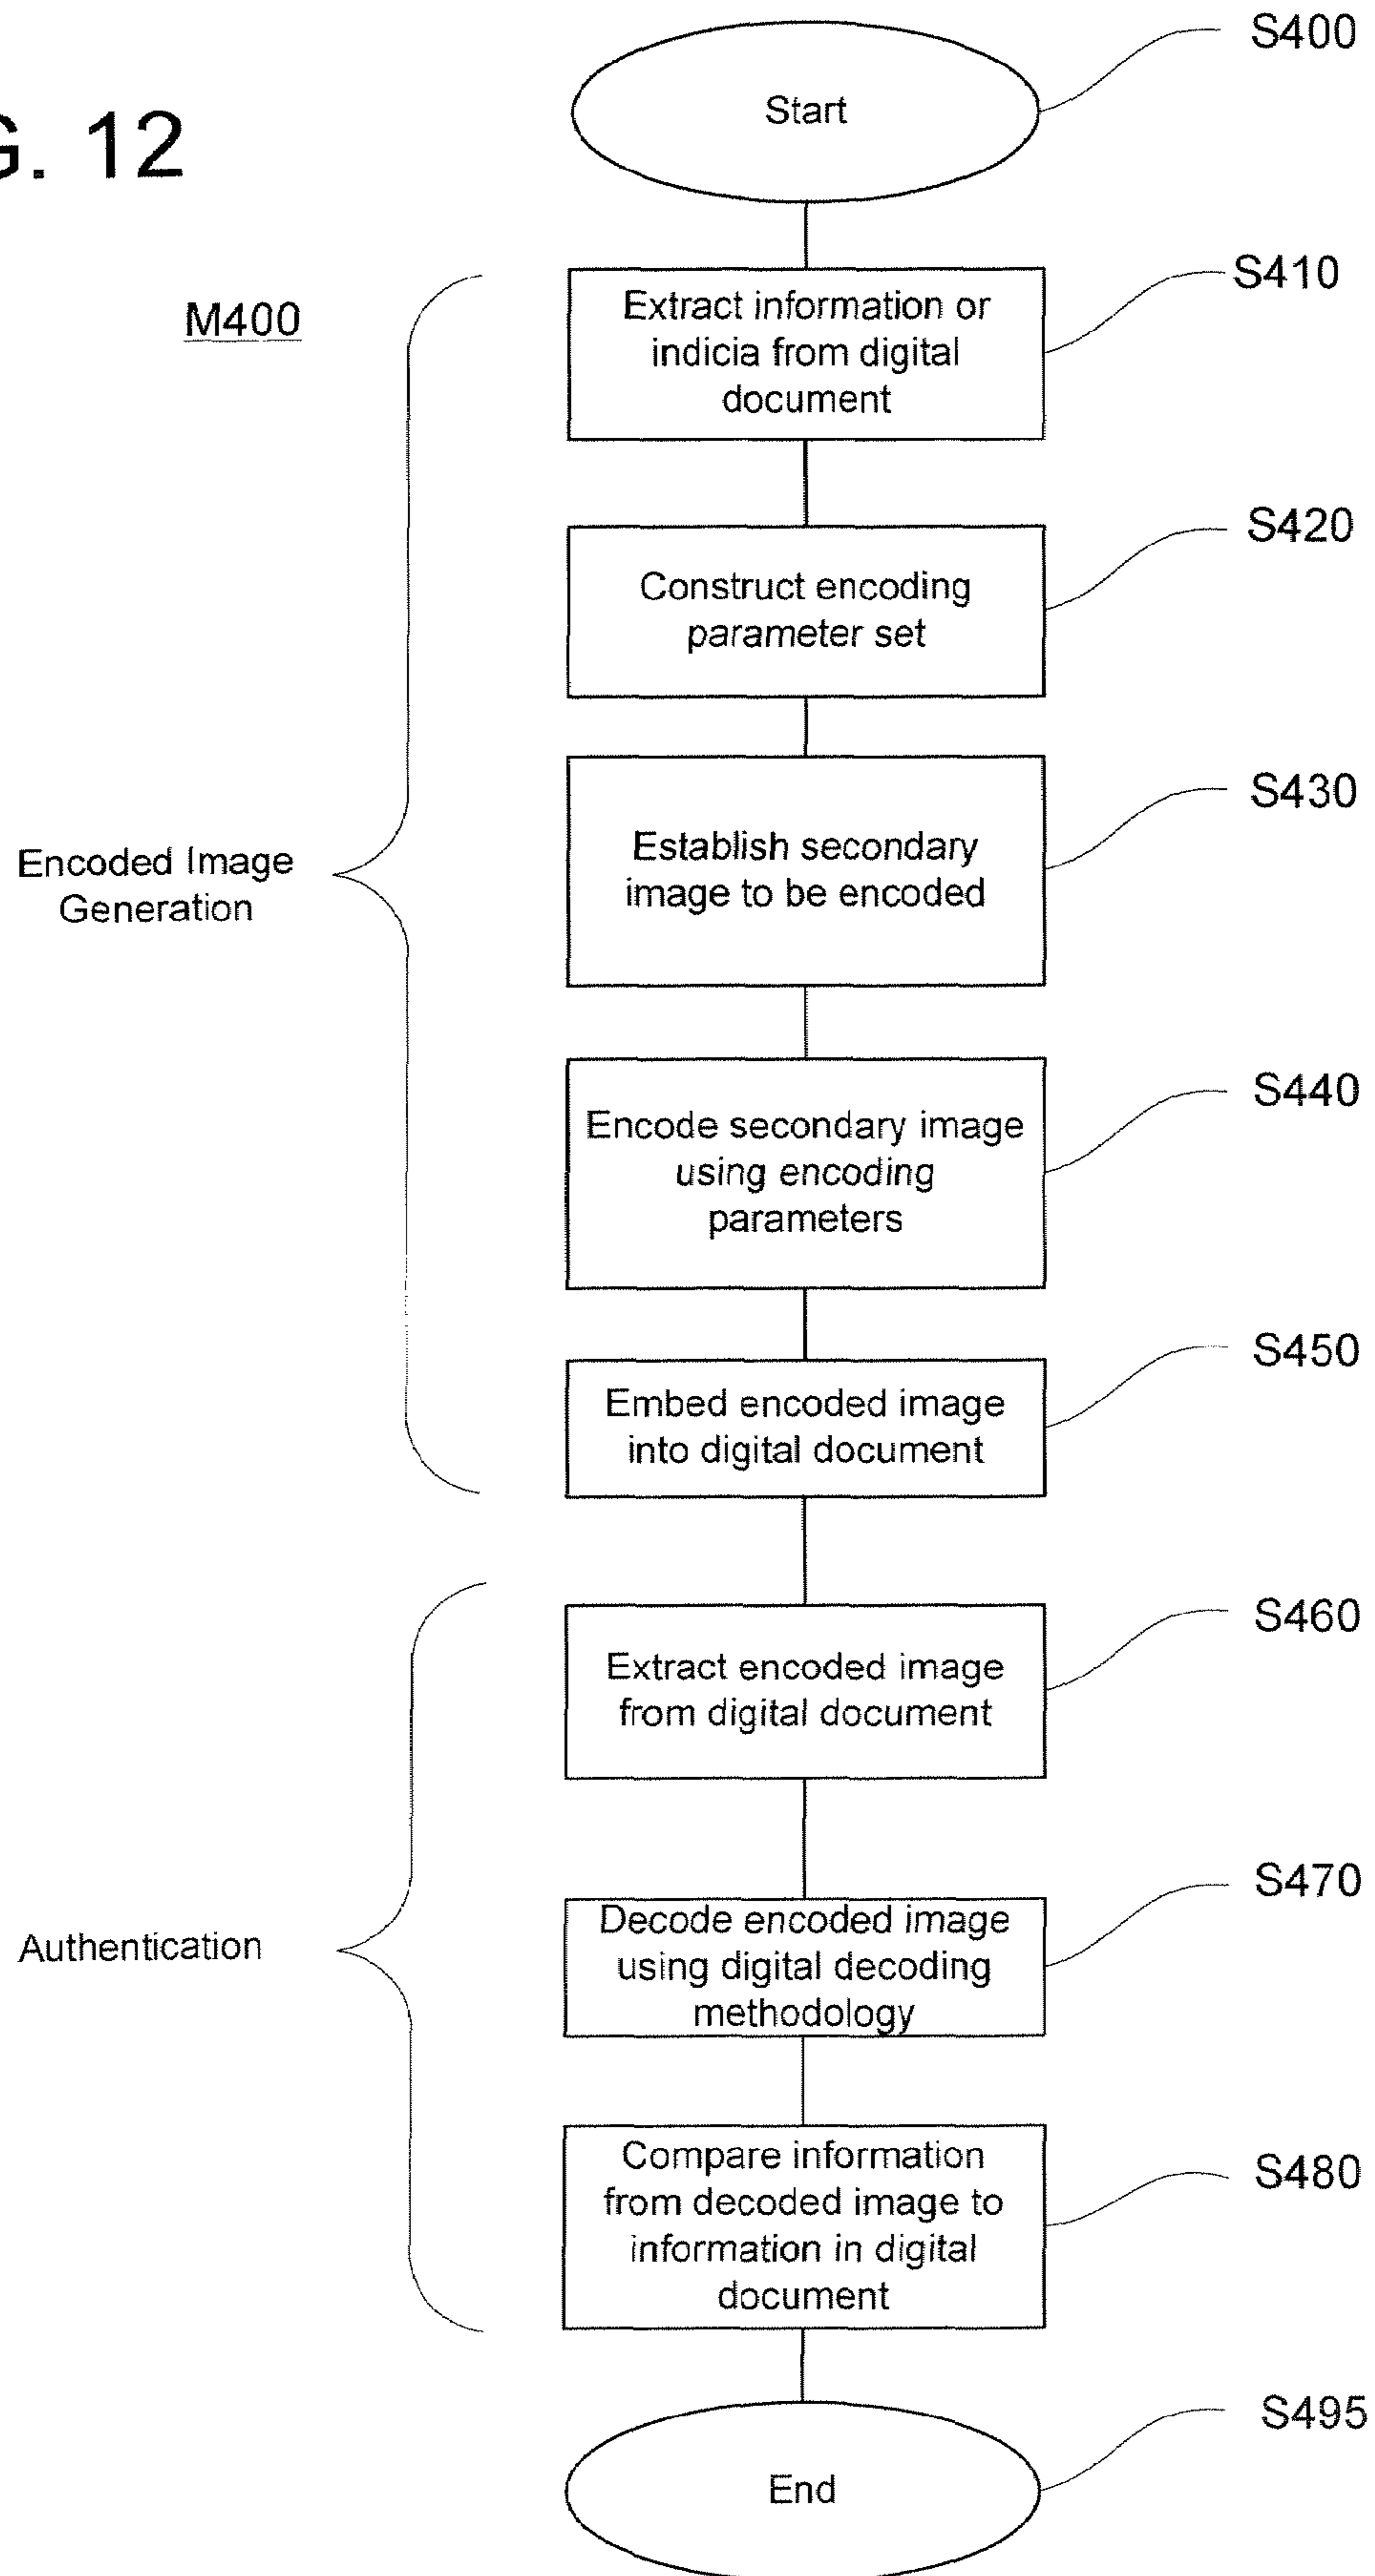 G. 12
Start
S400
M400
Extract information or
indicia from digital
document
S410
Construct encoding
parameter set
S420
Establish secondary
image to be encoded
S430
Encoded Image
Generation
Encode secondary image
using encoding
parameters
S440
Embed encoded image
into digital document
S450
Extract encoded image
from digital document
S460
Authentication
Decode encoded image
using digital decoding
methodology
S470
Compare information
from decoded image to
information in digital
document
S480
End
S495